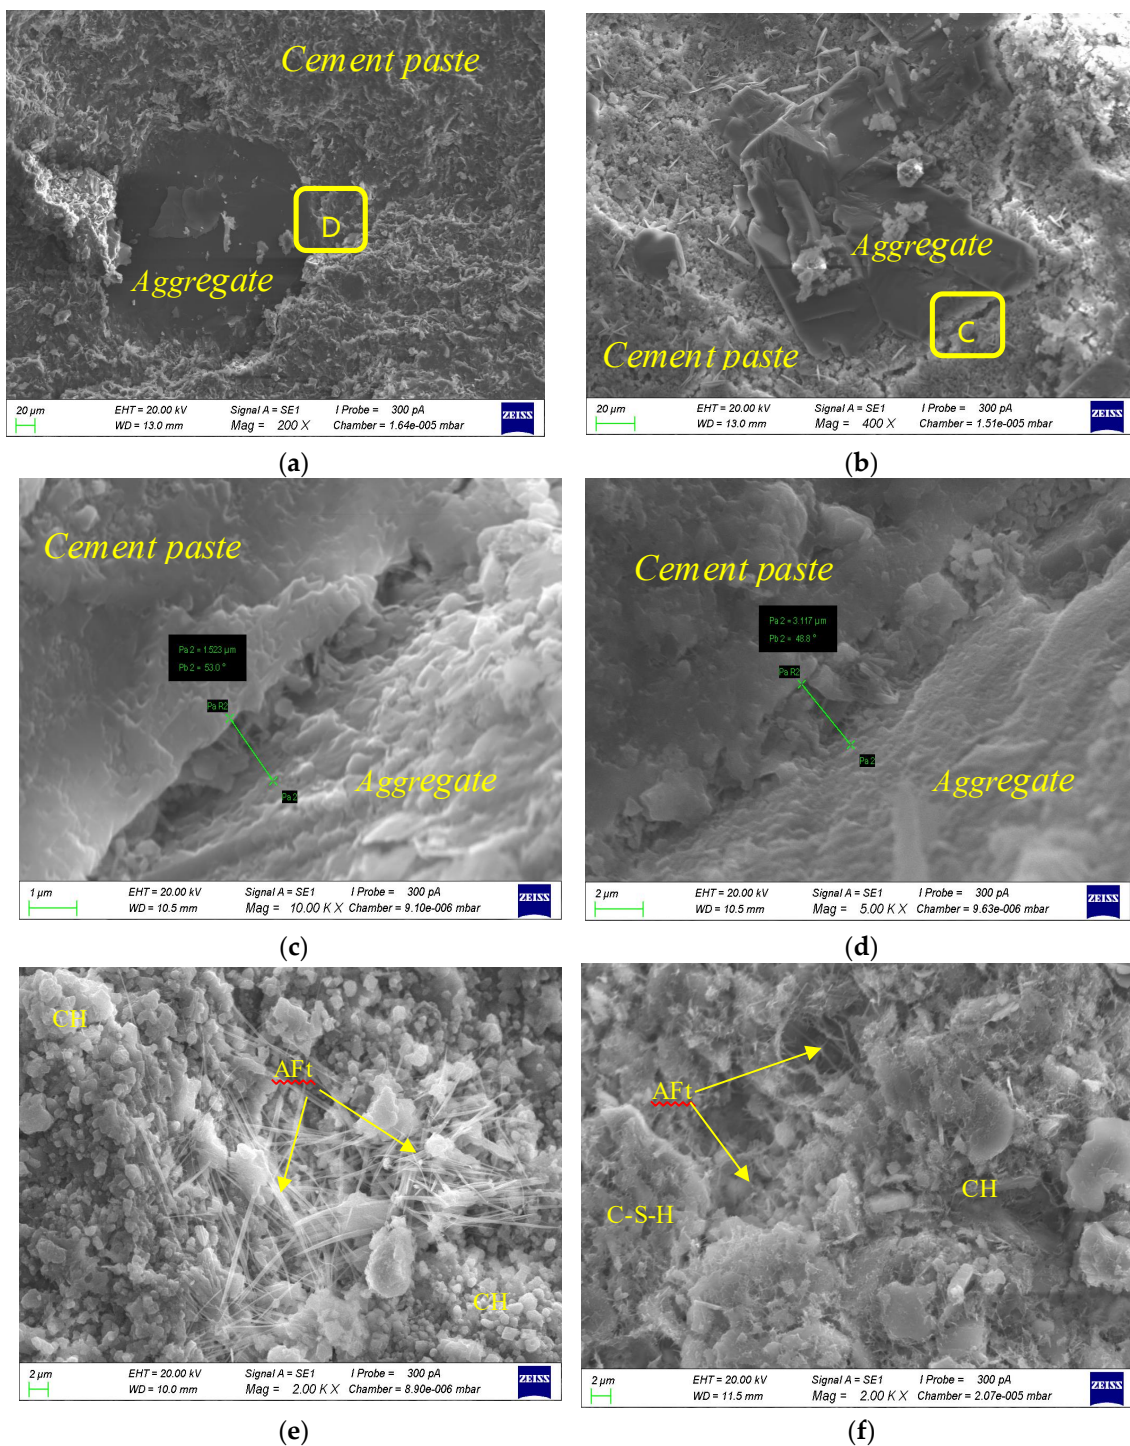 Cement paste
D
Aggregate
20 µm
EHT = 20.00 kV
Signal A = SE1
I Probe = 300 pA
WD = 13.0 mm
Mag = 200 X
Chamber = 1.64e-005 mbar
ZEISS
(a)
Aggregate
C
Cement paste
20 µm
EHT = 20.00 kV
Signal A = SE1
I Probe = 300 pA
WD = 13.0 mm
Mag = 400 X
Chamber = 1.51e-005 mbar
ZEISS
(b)
Cement paste
Pa 2 = 1.523 µm
Pb 2 = 53.0 °
Pa R2
Pa 2
Aggregate
1 µm
EHT = 20.00 kV
Signal A = SE1
I Probe = 300 pA
WD = 10.5 mm
Mag = 10.00 K X
Chamber = 9.10e-006 mbar
ZEISS
(c)
Cement paste
Pa 2 = 3.117 µm
Pb 2 = 48.8 °
Pa R2
Pa 2
Aggregate
2 µm
EHT = 20.00 kV
Signal A = SE1
I Probe = 300 pA
WD = 10.5 mm
Mag = 5.00 K X
Chamber = 9.63e-006 mbar
ZEISS
(d)
CH
AFt
CH
2 µm
EHT = 20.00 kV
Signal A = SE1
I Probe = 300 pA
WD = 10.0 mm
Mag = 2.00 K X
Chamber = 8.90e-006 mbar
ZEISS
(e)
AFt
CH
C-S-H
2 µm
EHT = 20.00 kV
Signal A = SE1
I Probe = 300 pA
WD = 11.5 mm
Mag = 2.00 K X
Chamber = 2.07e-005 mbar
ZEISS
(f)